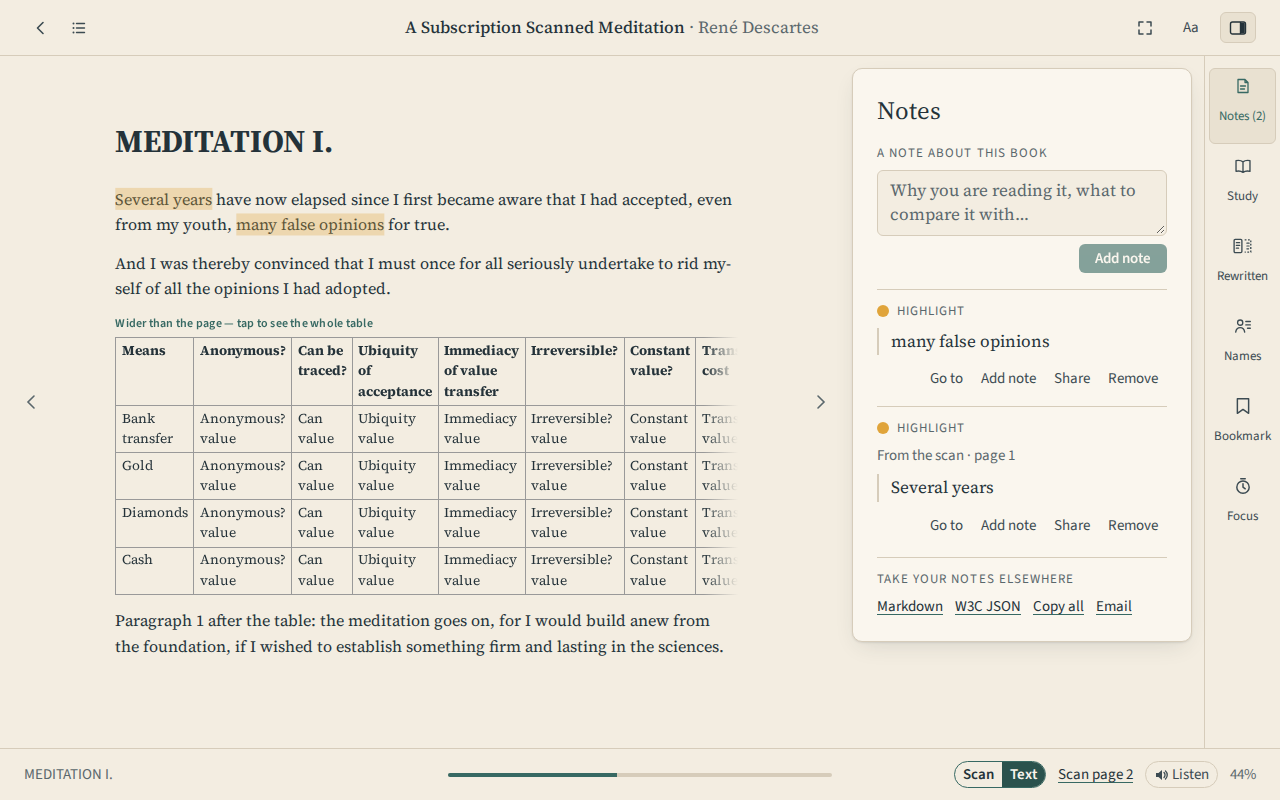 A Subscription Scanned Meditation · René Descartes
Aa
MEDITATION I.
Several years have now elapsed since I first became aware that I had accepted, even
from my youth, many false opinions for true.
And I was thereby convinced that I must once for all seriously undertake to rid my-
self of all the opinions I had adopted.
Wider than the page — tap to see the whole table
Means Anonymous? Can be traced? Ubiquity of acceptance Immediacy of value transfer Irreversible? Constant value? cost
Bank transfer Anonymous? value Can value Ubiquity value Immediacy value Irreversible? value Constant value value
Gold Anonymous? value Can value Ubiquity value Immediacy value Irreversible? value Constant value value
Diamonds Anonymous? value Can value Ubiquity value Immediacy value Irreversible? value Constant value value
Cash Anonymous? value Can value Ubiquity value Immediacy value Irreversible? value Constant value value
Paragraph 1 after the table: the meditation goes on, for I would build anew from
the foundation, if I wished to establish something firm and lasting in the sciences.
Notes
A NOTE ABOUT THIS BOOK
Why you are reading it, what to
compare it with…
Add note
HIGHLIGHT
many false opinions
Go to Add note Share Remove
HIGHLIGHT
From the scan · page 1
Several years
Go to Add note Share Remove
TAKE YOUR NOTES ELSEWHERE
Markdown W3C JSON Copy all Email
Notes (2)
Study
Rewritten
Names
Bookmark
Focus
MEDITATION I.
Scan Text Scan page 2 Listen 44%